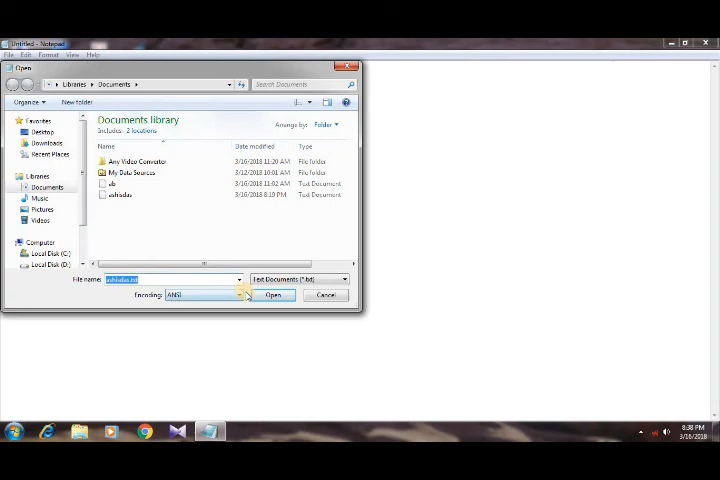 Untitled - Notepad
File Edit Format View Help
Open
Libraries Documents
Search Documents
Organize New folder
Favorites
Desktop
Downloads
Recent Places
Libraries
Documents
Music
Pictures
Videos
Computer
Local Disk (C:)
Local Disk (D:)
Documents library
Includes: 2 locations
Arrange by: Folder
Name Date modified Type
Any Video Converter 3/16/2018 11:20 AM File folder
My Data Sources 3/12/2018 10:01 AM File folder
ab 3/16/2018 11:02 AM Text Document
ashisdas 3/16/2018 8:19 PM Text Document
File name: ashisdas.txt Text Documents (*.txt)
Encoding: ANSI Open Cancel
8:38 PM
3/16/2018